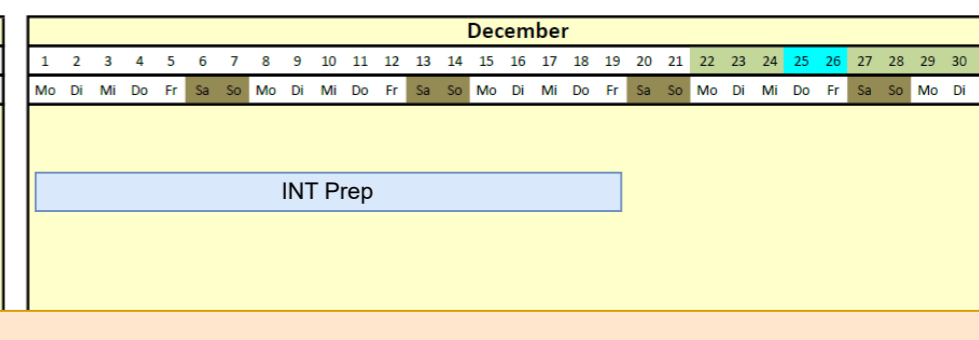 December
1 2 3 4 5 6 7 8 9 10 11 12 13 14 15 16 17 18 19 20 21 22 23 24 25 26 27 28 29 30
Mo Di Mi Do Fr Sa So Mo Di Mi Do Fr Sa So Mo Di Mi Do Fr Sa So Mo Di Mi Do Fr Sa So Mo Di
INT Prep